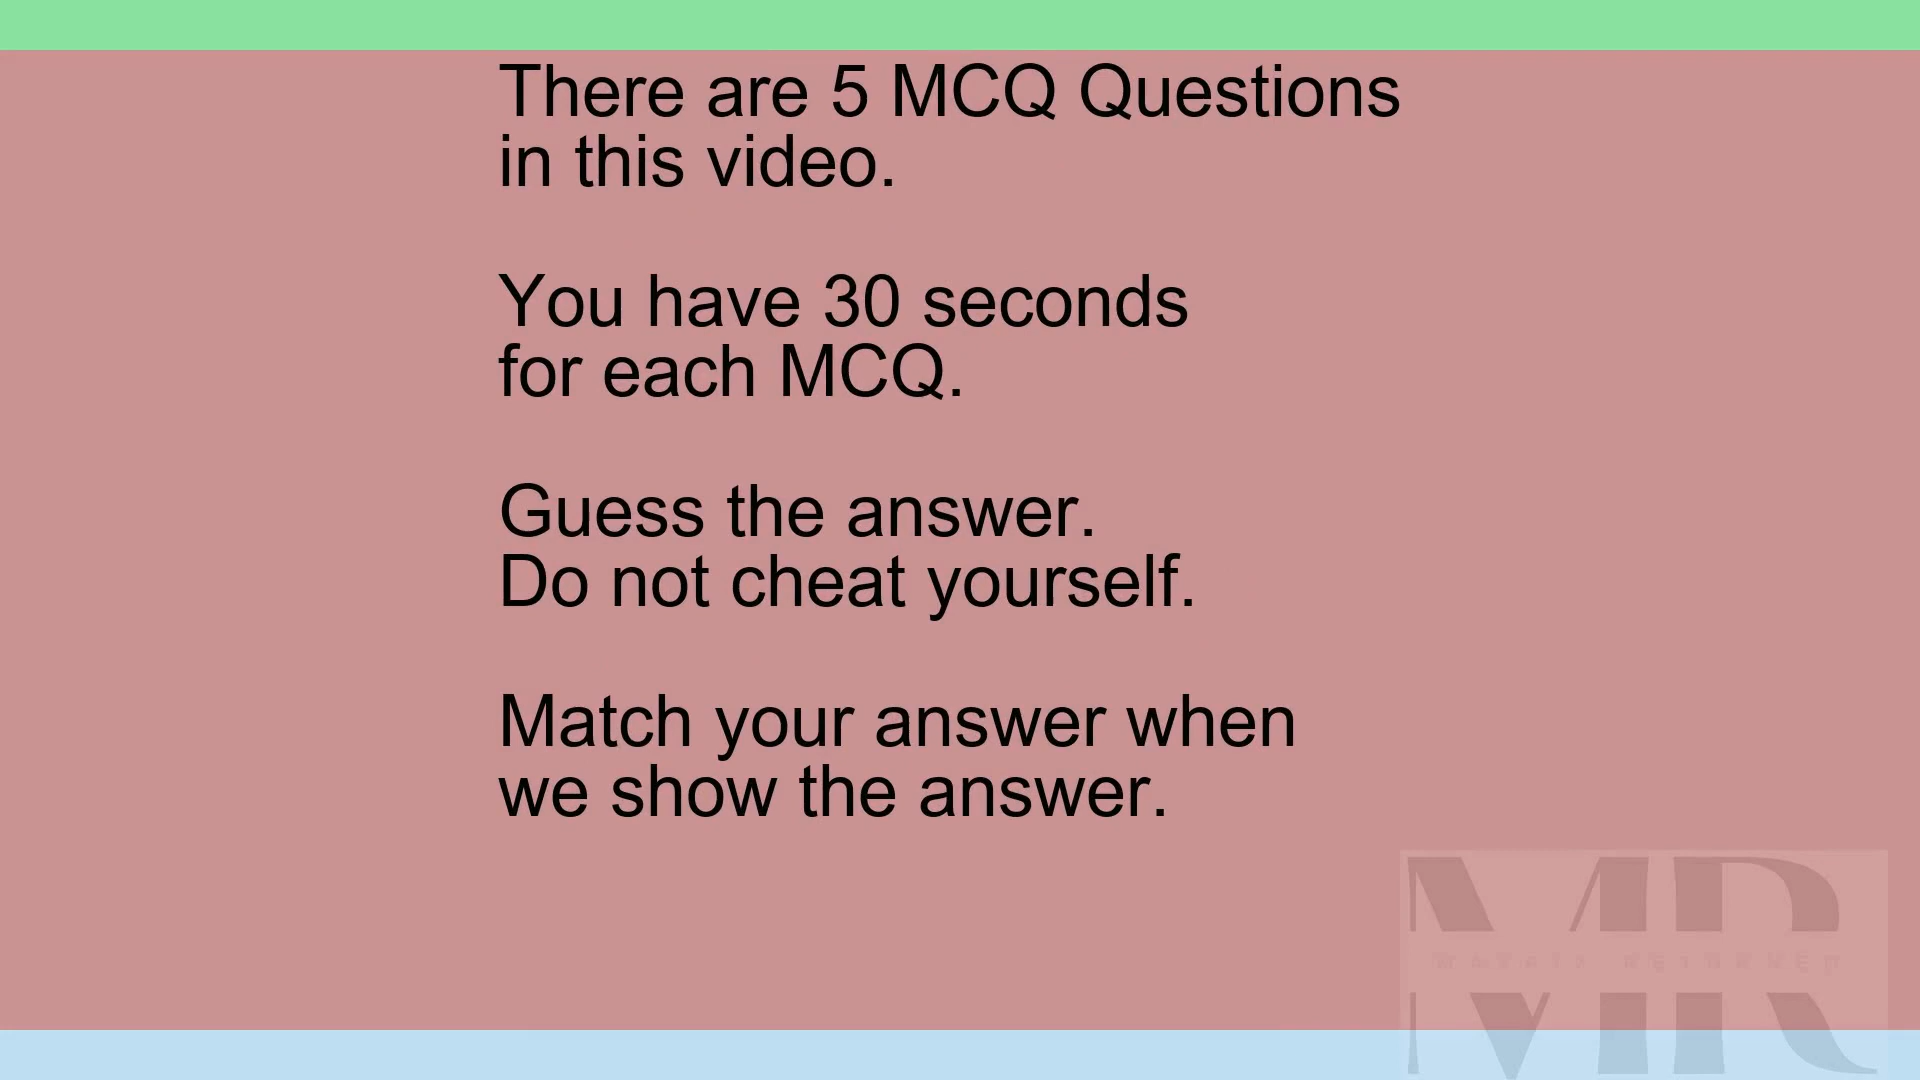 There are 5 MCQ Questions
in this video.
You have 30 seconds
for each MCQ.
Guess the answer.
Do not cheat yourself.
Match your answer when
we show the answer.
MR